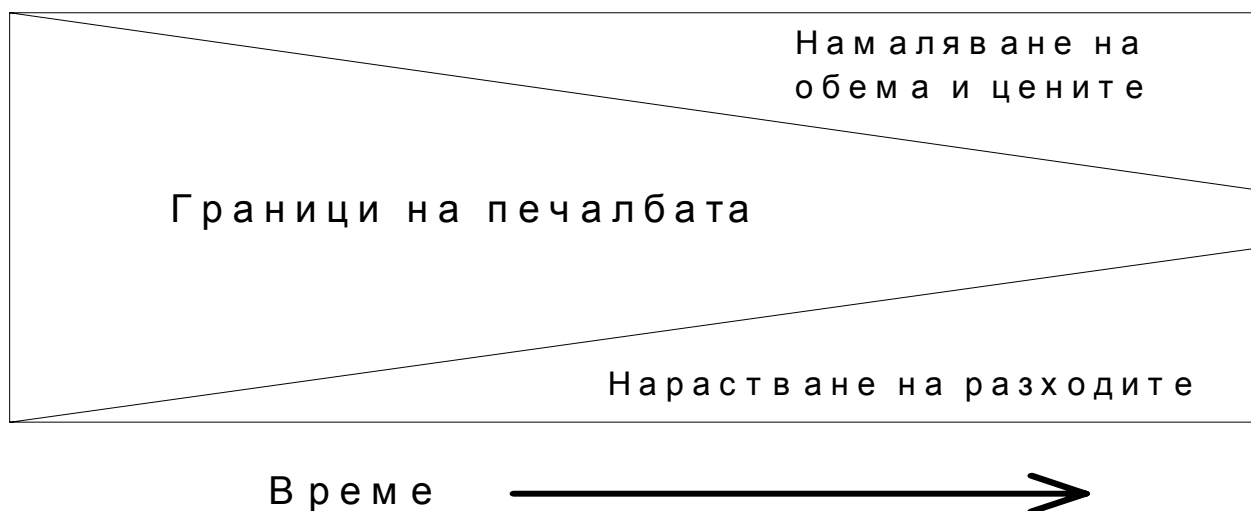 Намаляване на
обема и цените
Граници на печалбата
Нарастване на разходите
Време